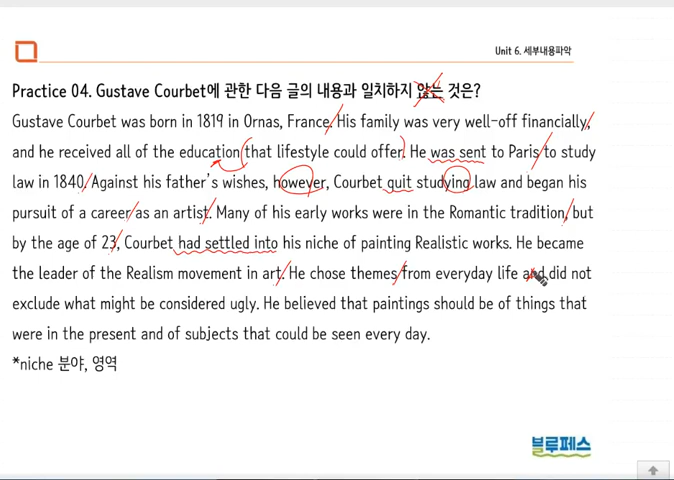 Unit 6. 세부내용파악
Practice 04. Gustave Courbet에 관한 다음 글의 내용과 일치하지 않는 것은?
Gustave Courbet was born in 1819 in Ornas, France. His family was very well-off financially,
and he received all of the education that lifestyle could offer. He was sent to Paris to study
law in 1840. Against his father's wishes, however, Courbet quit studying law and began his
pursuit of a career as an artist. Many of his early works were in the Romantic tradition, but
by the age of 23, Courbet had settled into his niche of painting Realistic works. He became
the leader of the Realism movement in art. He chose themes from everyday life and did not
exclude what might be considered ugly. He believed that paintings should be of things that
were in the present and of subjects that could be seen every day.
*niche 분야, 영역
블루페스